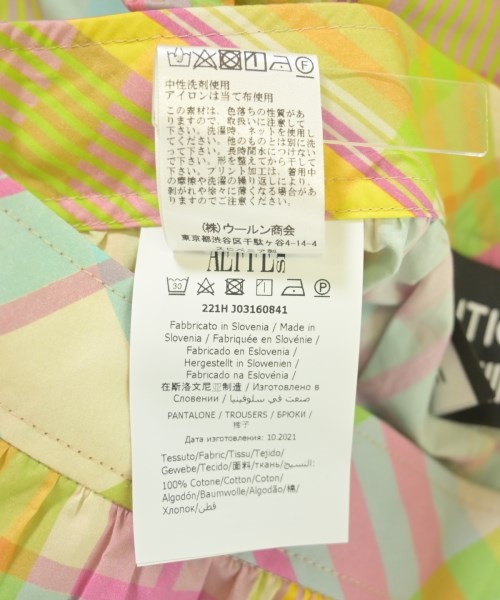 中性洗剤使用
アイロンは当て布使用
この素材は、色落ちの性質があ
りますので、取扱いに注意して
下さい。洗濯時、ネットを使用し
てください。他のものとは別に洗
って下さい。長時間水につけない
で下さい。形を整えてから干して
下さい。プリント加工は、着用中
の摩擦や洗濯の繰り返しにより、
剥がれや徐々に薄くなる場合があ
りますのでご注意ください。
(株)ウールン商会
東京都渋谷区千駄ヶ谷4-14-4
30
221H J03160841
Fabbricato in Slovenia / Made in
Slovenia / Fabriquée en Slovénie /
Fabricado en Eslovenia /
Hergestellt in Slowenien /
Fabricado na Eslovénia /
在斯洛文尼亚制造 / Изготовлено в
Словении / صنعت في سلوفينيا
PANTALONE / TROUSERS / БРЮКИ /
裤子
Дата изготовления: 10.2021
Tessuto/Fabric/Tissu/Tejido/
Gewebe/Tecido/面料/ткань/النسيج:
100% Cotone/Cotton/Coton/
Algodón/Baumwolle/Algodão/棉/
Хлопок/قطن